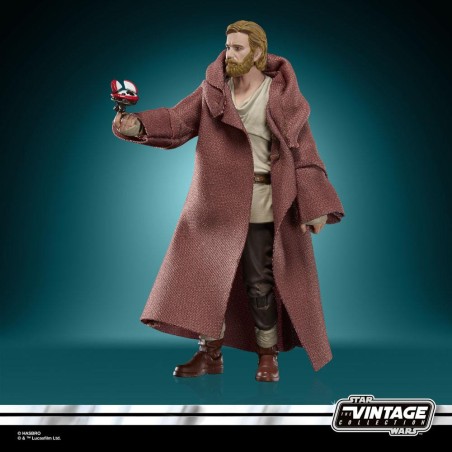 © HASBRO
© & ™ Lucasfilm Ltd.
STAR
THE VINTAGE
COLLECTION
WARS